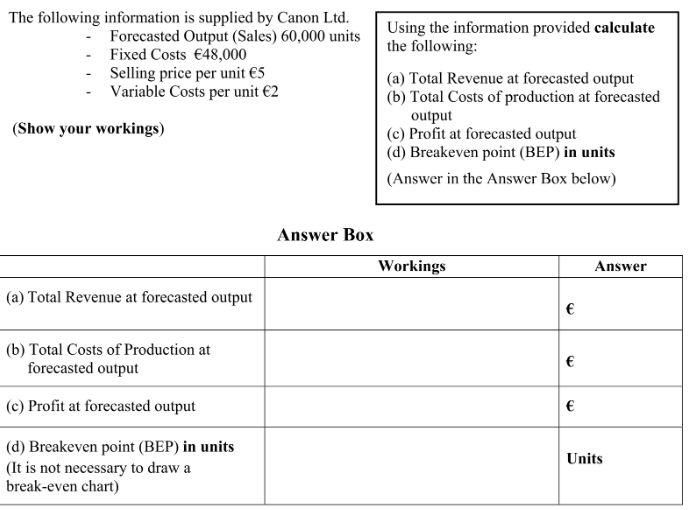 The following information is supplied by Canon Ltd.
- Forecasted Output (Sales) 60,000 units
- Fixed Costs €48,000
- Selling price per unit €5
- Variable Costs per unit €2
(Show your workings)
Using the information provided calculate
the following:
(a) Total Revenue at forecasted output
(b) Total Costs of production at forecasted
output
(c) Profit at forecasted output
(d) Breakeven point (BEP) in units
(Answer in the Answer Box below)
Answer Box
Workings Answer
(a) Total Revenue at forecasted output
€
(b) Total Costs of Production at
forecasted output
€
(c) Profit at forecasted output €
(d) Breakeven point (BEP) in units
(It is not necessary to draw a
break-even chart)
Units